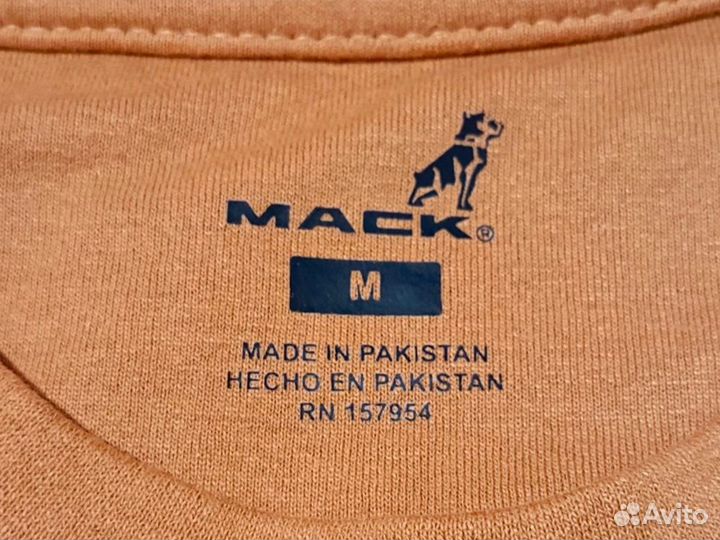 MACK®
M
MADE IN PAKISTAN
HECHO EN PAKISTAN
RN 157954
Avito